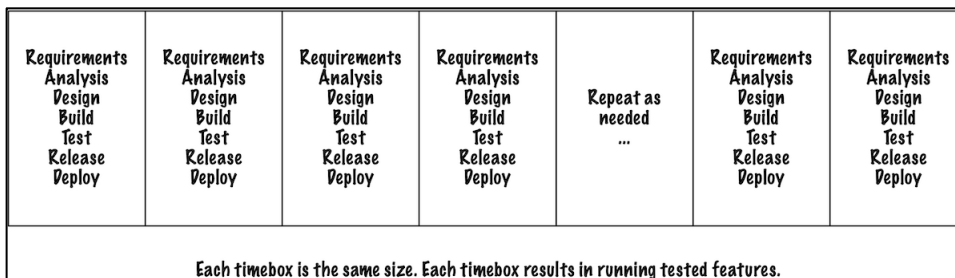 Requirements
Analysis
Design
Build
Test
Release
Deploy
Requirements
Analysis
Design
Build
Test
Release
Deploy
Requirements
Analysis
Design
Build
Test
Release
Deploy
Requirements
Analysis
Design
Build
Test
Release
Deploy
Repeat as
needed
...
Requirements
Analysis
Design
Build
Test
Release
Deploy
Requirements
Analysis
Design
Build
Test
Release
Deploy
Each timebox is the same size. Each timebox results in running tested features.